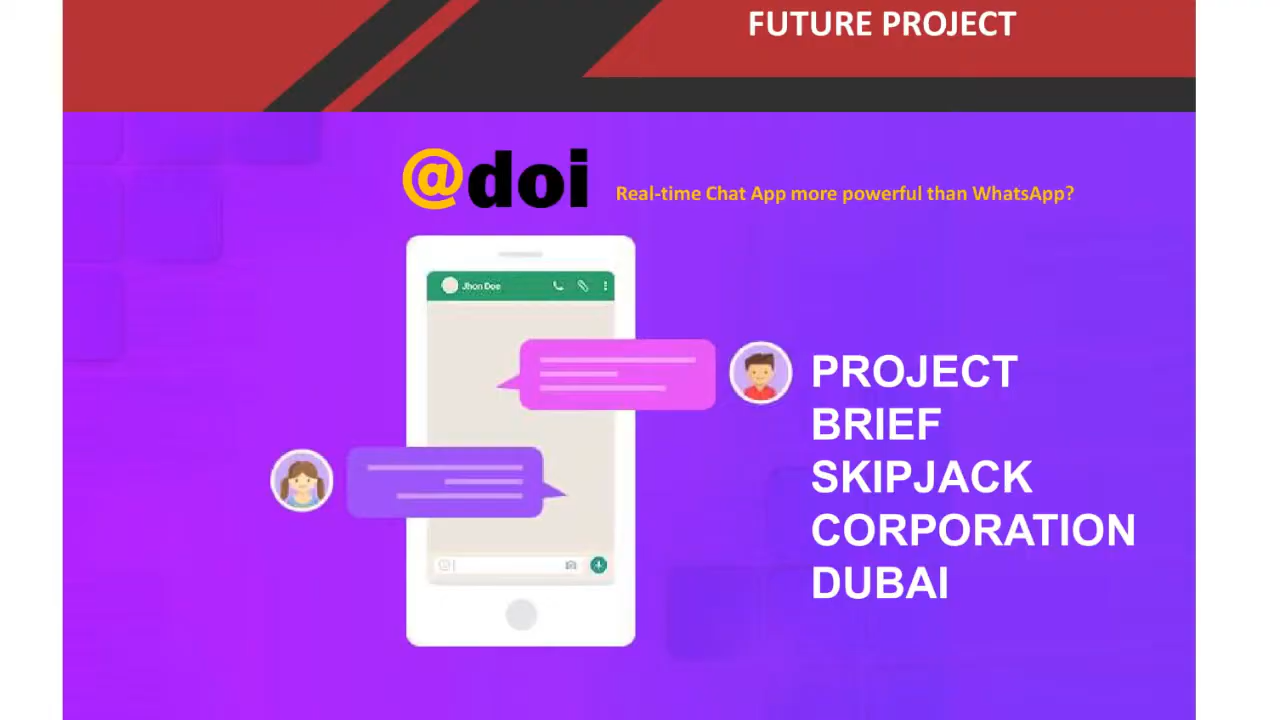 FUTURE PROJECT
@doi
Real-time Chat App more powerful than WhatsApp?
Jhon Doe
PROJECT
BRIEF
SKIPJACK
CORPORATION
DUBAI